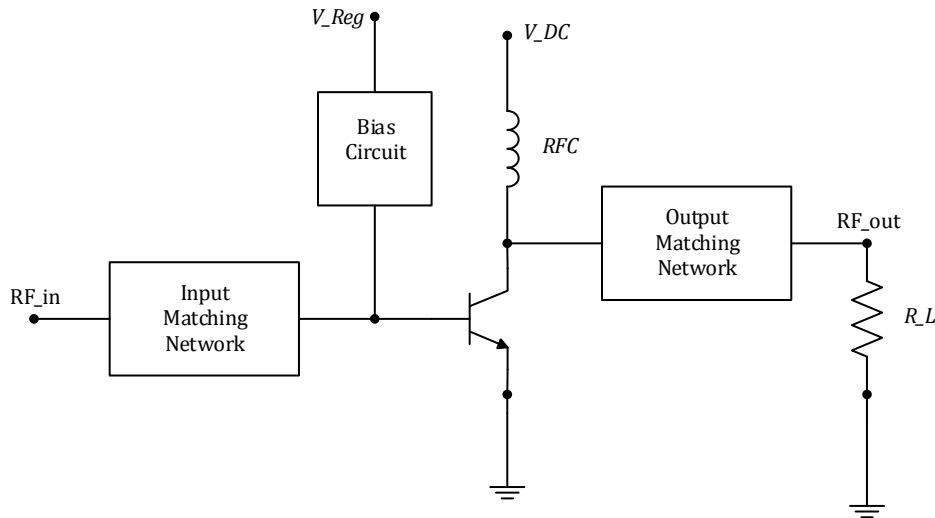 V_Reg
V_DC
Bias
Circuit
RFC
Output
Matching
Network
RF_out
RF_in
Input
Matching
Network
R_L